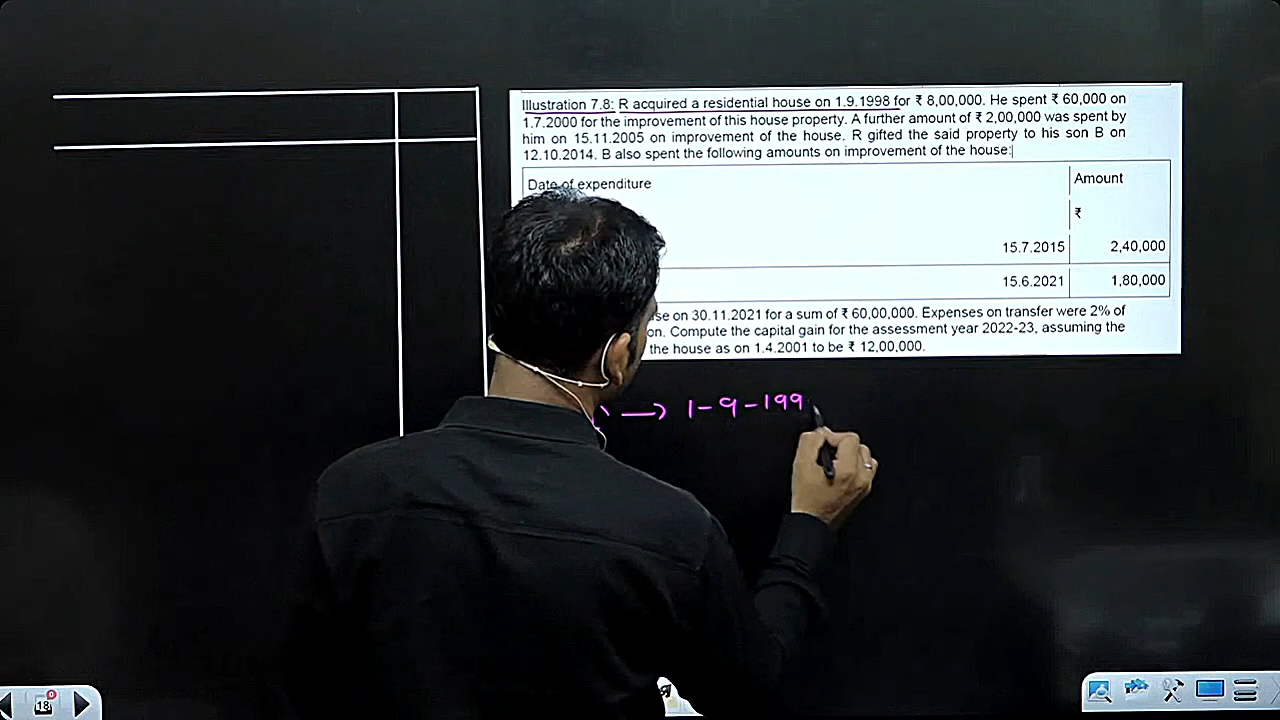 Illustration 7.8: R acquired a residential house on 1.9.1998 for ₹ 8,00,000. He spent ₹ 60,000 on
1.7.2000 for the improvement of this house property. A further amount of ₹ 2,00,000 was spent by
him on 15.11.2005 on improvement of the house. R gifted the said property to his son B on
12.10.2014. B also spent the following amounts on improvement of the house:
Date of expenditure Amount
₹
15.7.2015 2,40,000
15.6.2021 1,80,000
se on 30.11.2021 for a sum of ₹ 60,00,000. Expenses on transfer were 2% of
on. Compute the capital gain for the assessment year 2022-23, assuming the
the house as on 1.4.2001 to be ₹ 12,00,000.
→ 1-9-199
18
0